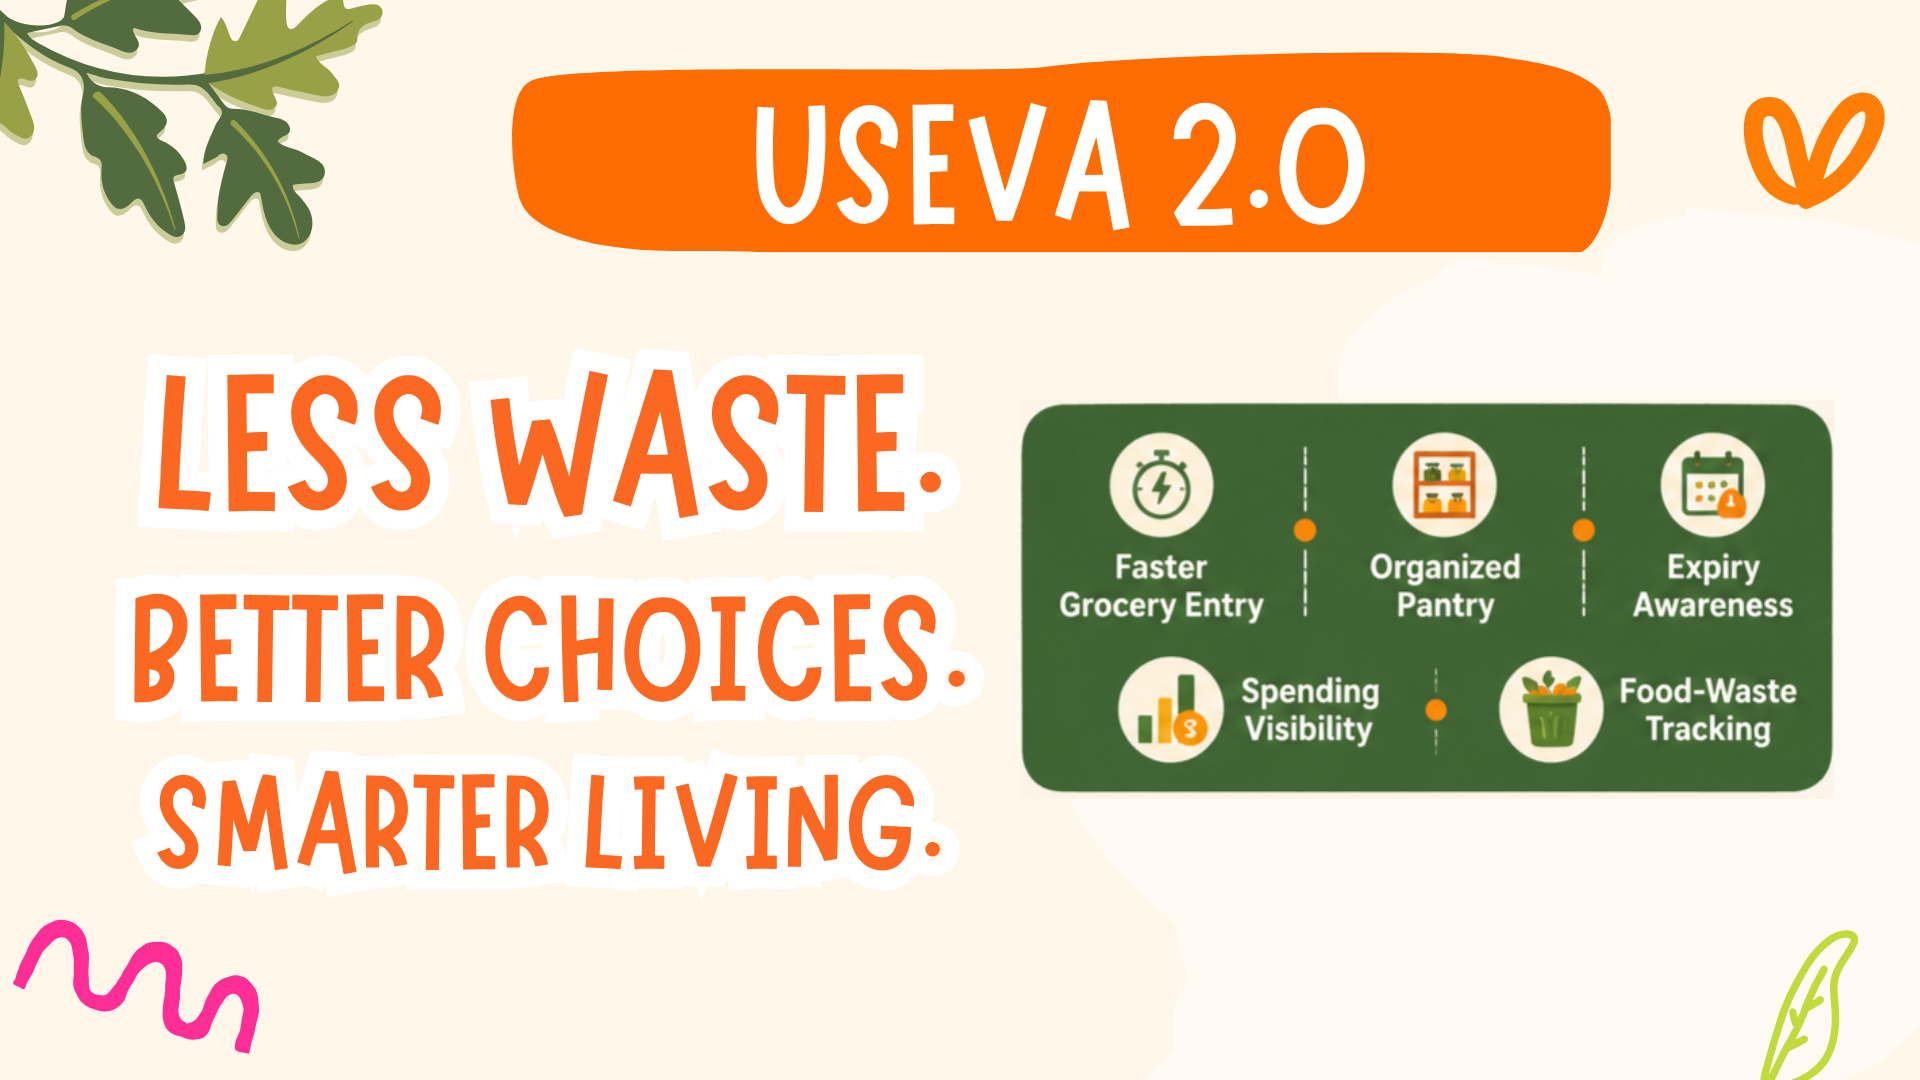 USEVA 2.0
LESS WASTE.
BETTER CHOICES.
SMARTER LIVING.
Faster
Grocery Entry
Organized
Pantry
Expiry
Awareness
Spending
Visibility
Food-Waste
Tracking